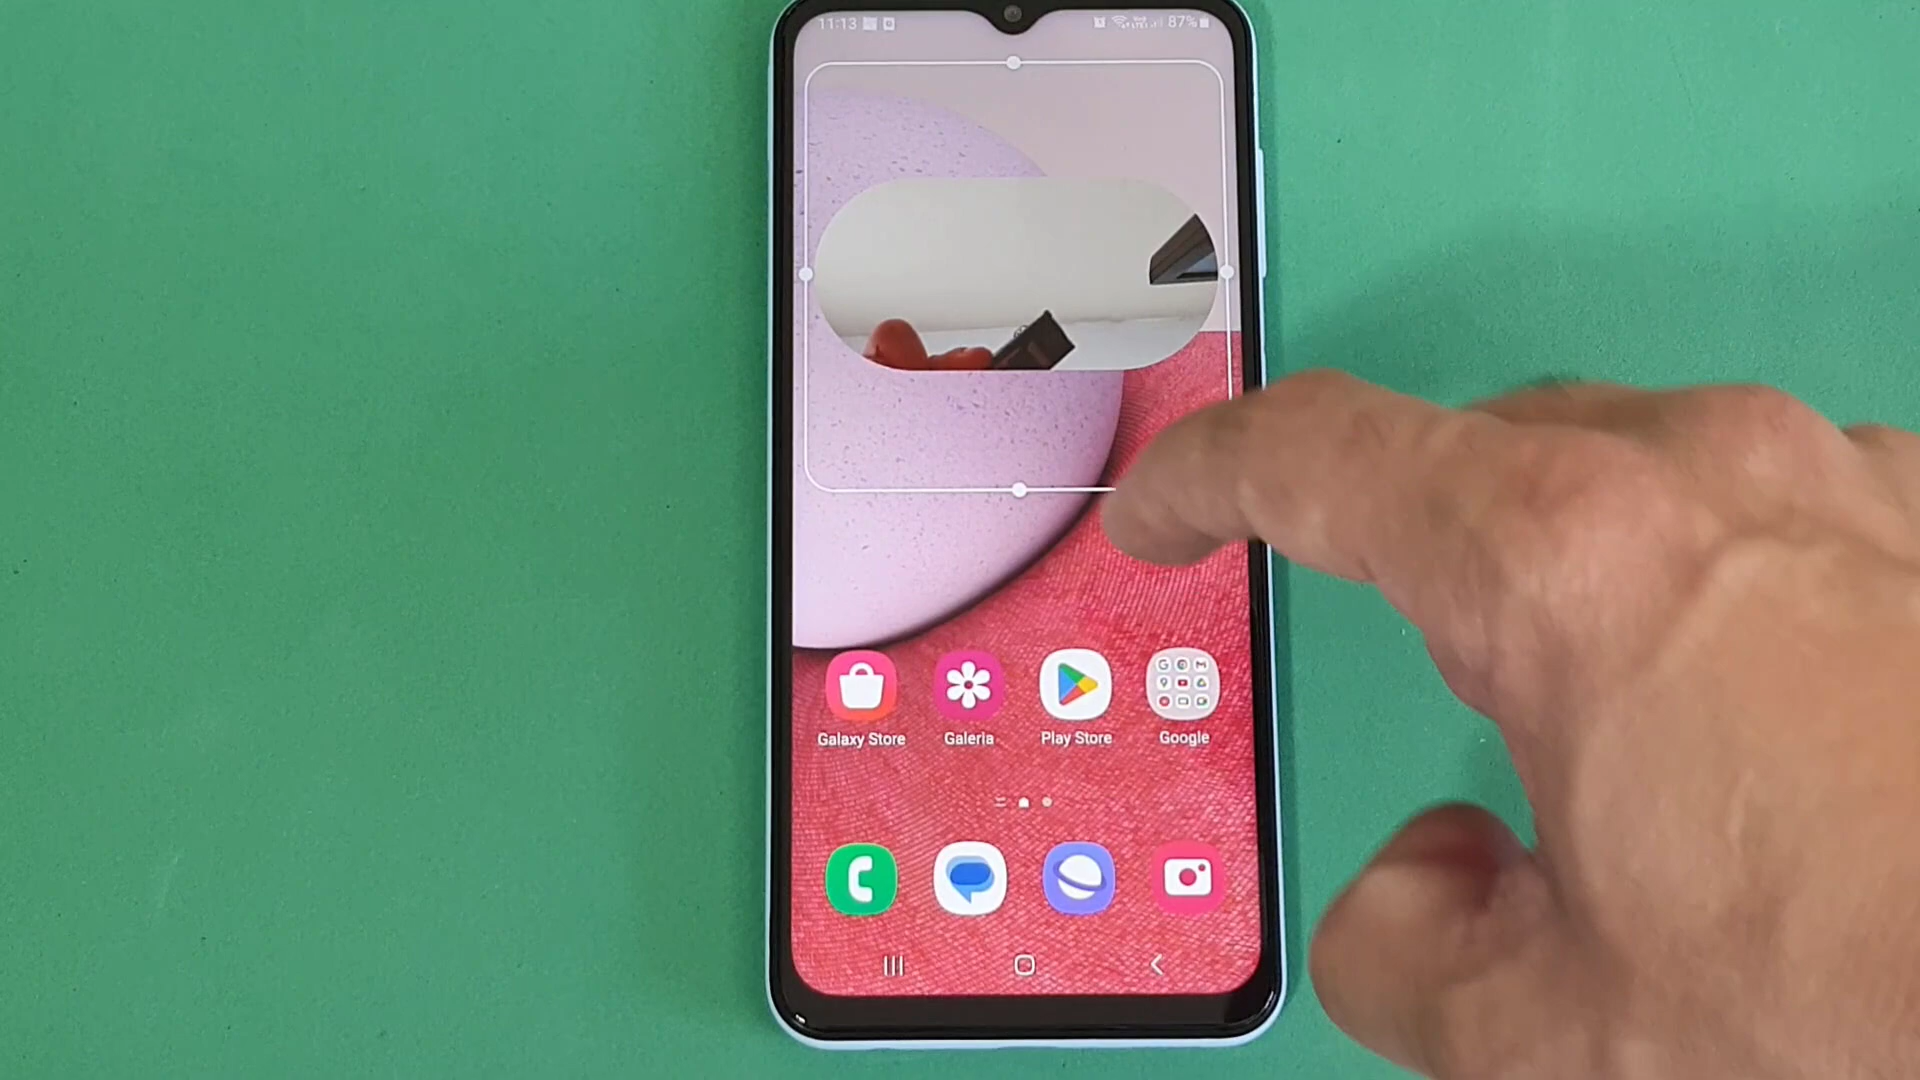 11:13
87%
Galaxy Store
Galeria
Play Store
Google